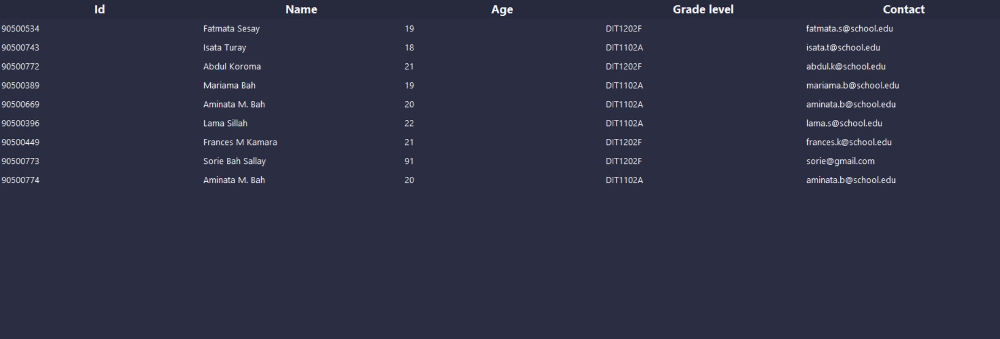 Id Name Age Grade level Contact
90500534 Fatmata Sesay 19 DIT1202F fatmata.s@school.edu
90500743 Isata Turay 18 DIT1102A isata.t@school.edu
90500772 Abdul Koroma 21 DIT1202F abdul.k@school.edu
90500389 Mariama Bah 19 DIT1102A mariama.b@school.edu
90500669 Aminata M. Bah 20 DIT1102A aminata.b@school.edu
90500396 Lama Sillah 22 DIT1102A lama.s@school.edu
90500449 Frances M Kamara 21 DIT1202F frances.k@school.edu
90500773 Sorie Bah Sallay 91 DIT1202F sorie@gmail.com
90500774 Aminata M. Bah 20 DIT1102A aminata.b@school.edu